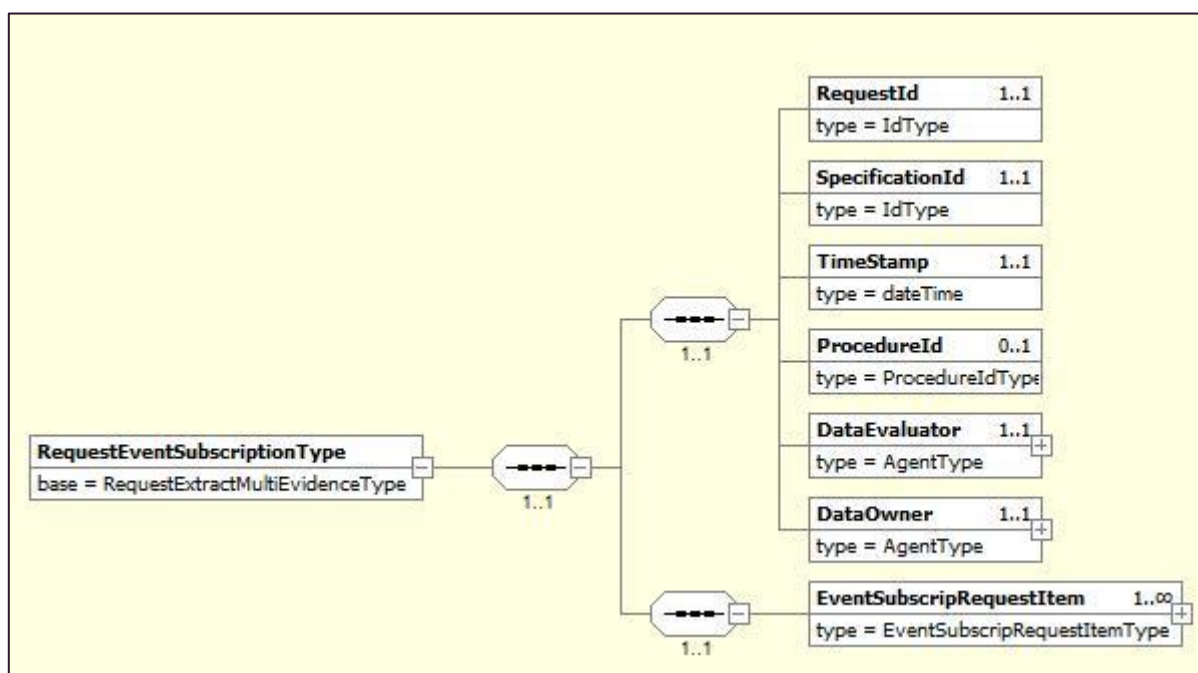 RequestId 1..1
type = IdType
SpecificationId 1..1
type = IdType
TimeStamp 1..1
type = dateTime
1..1
ProcedureId 0..1
type = ProcedureIdType
DataEvaluator 1..1
type = AgentType
RequestEventSubscriptionType
base = RequestExtractMultiEvidenceType
1..1
DataOwner 1..1
type = AgentType
EventSubscripRequestItem 1..∞
type = EventSubscripRequestItemType
1..1